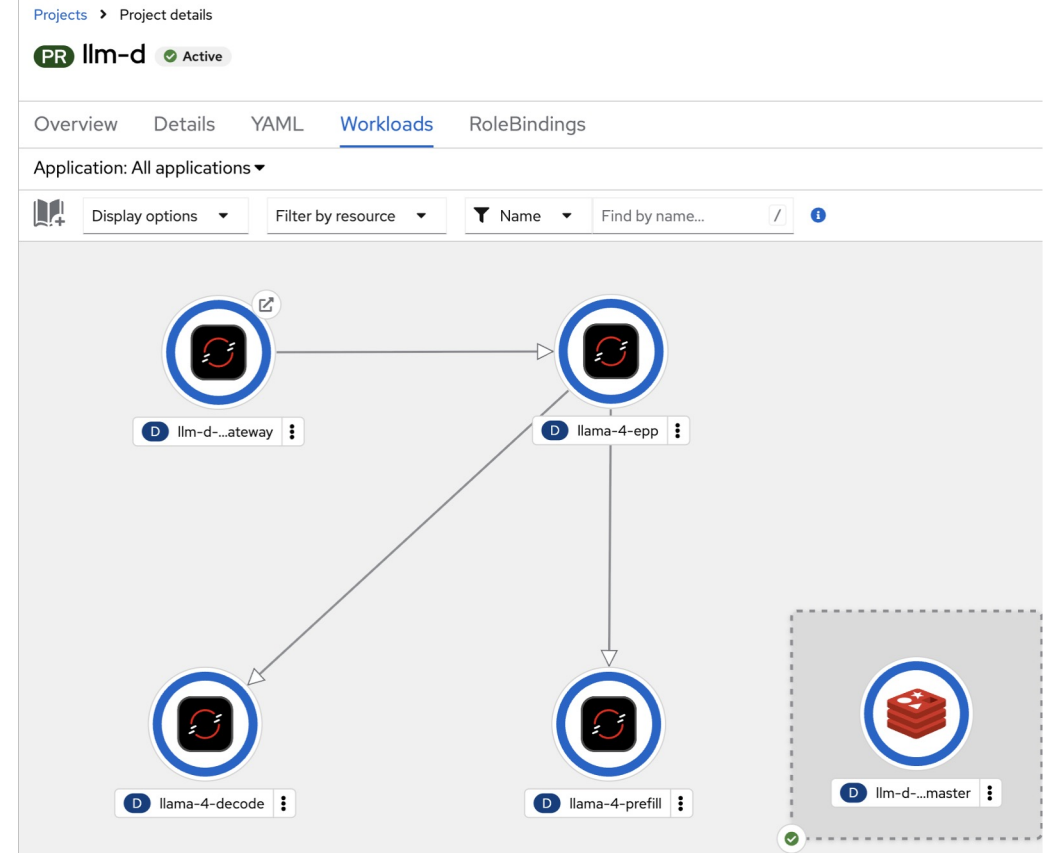 Projects > Project details
PR llm-d Active
Overview Details YAML Workloads RoleBindings
Application: All applications
Display options Filter by resource Name Find by name... / i
D llm-d-...ateway
D llama-4-epp
D llama-4-decode
D llama-4-prefill
D llm-d-...master